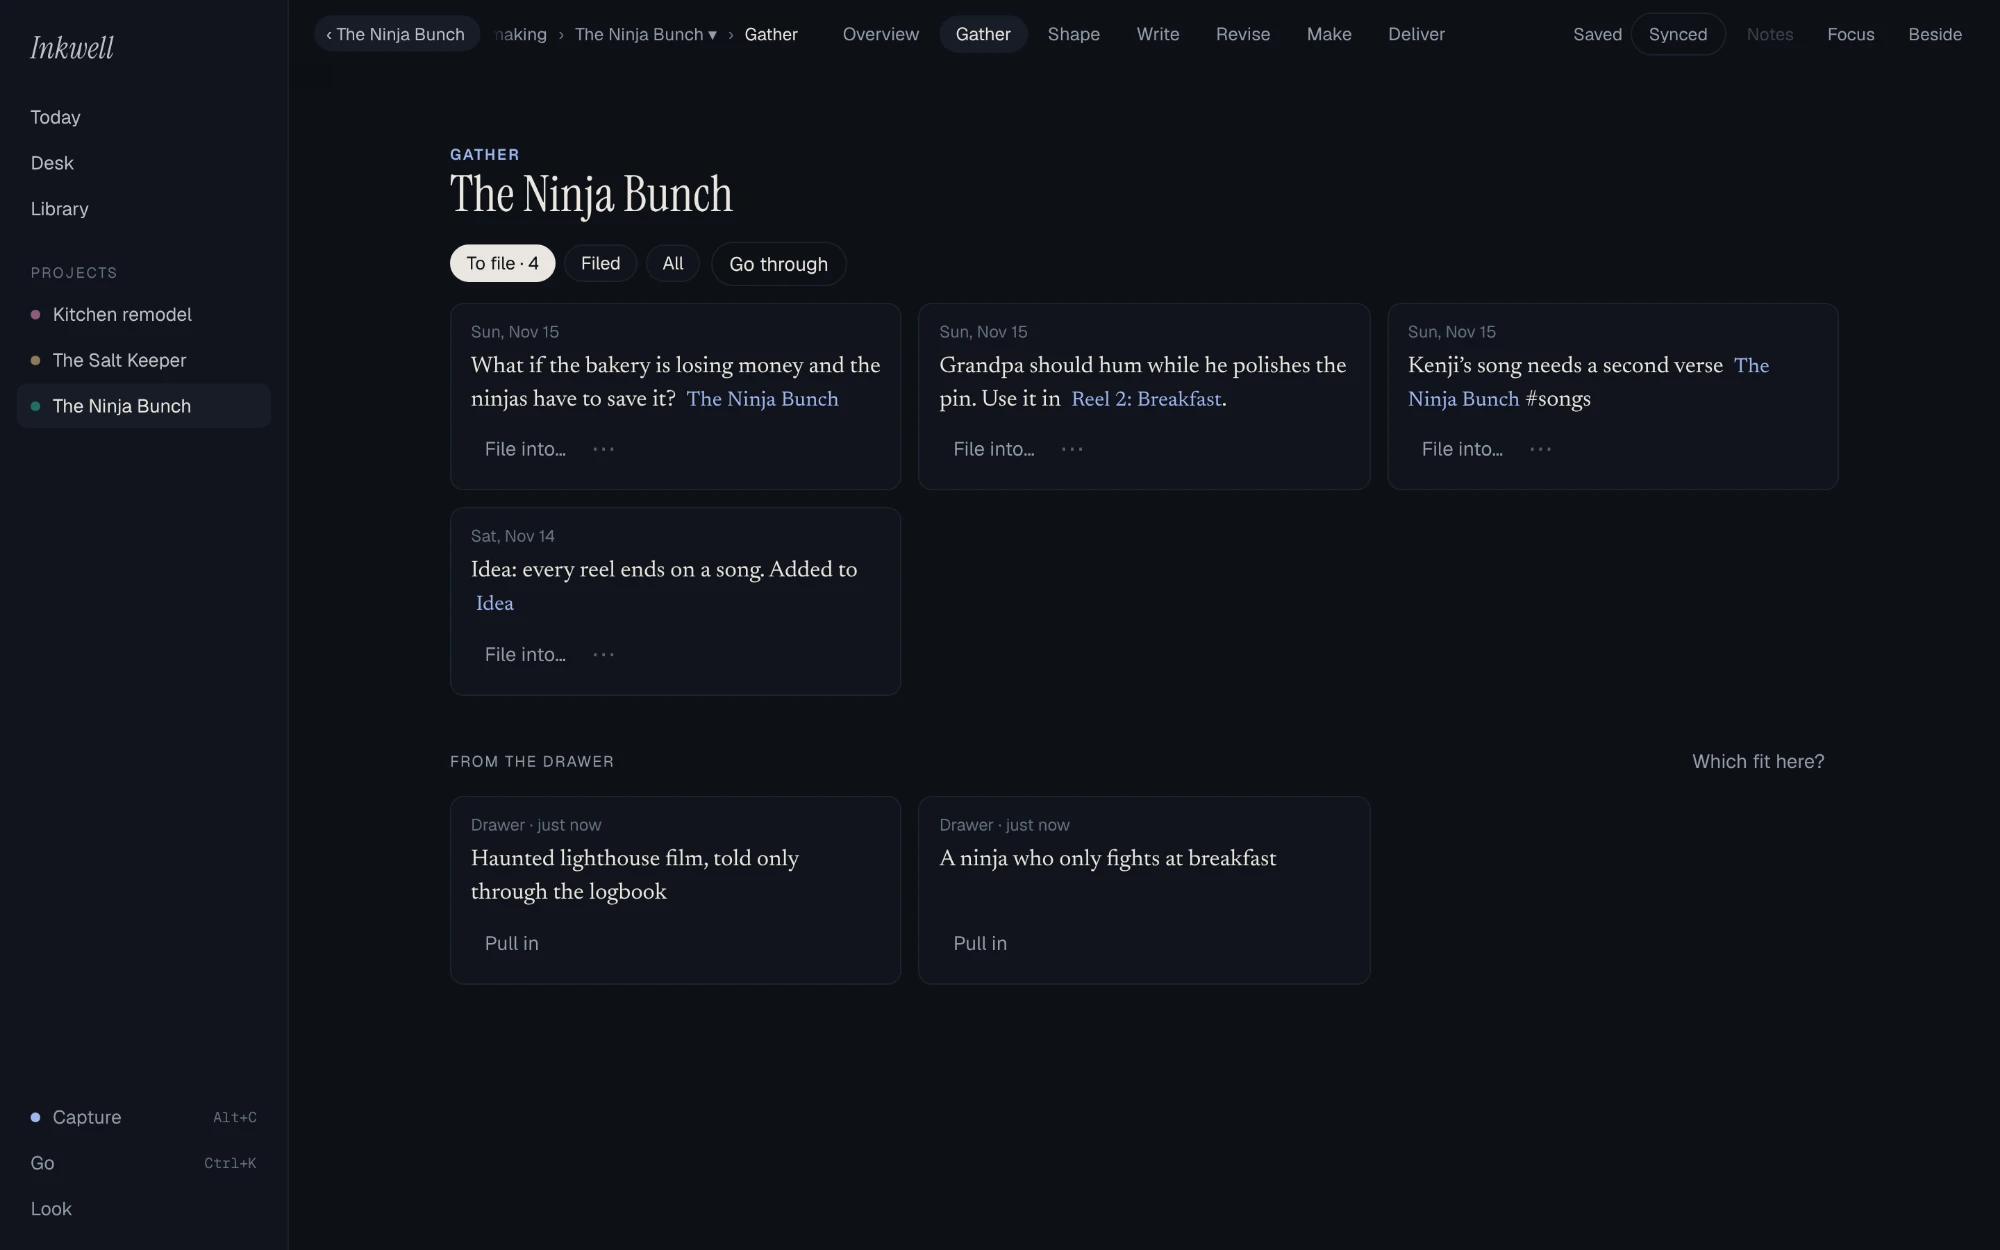 Inkwell
Today
Desk
Library
PROJECTS
Kitchen remodel
The Salt Keeper
The Ninja Bunch
Capture Alt+C
Go Ctrl+K
Look
‹ The Ninja Bunch making › The Ninja Bunch ▾ › Gather Overview Gather Shape Write Revise Make Deliver Saved Synced Notes Focus Beside
GATHER
The Ninja Bunch
To file · 4 Filed All Go through
Sun, Nov 15
What if the bakery is losing money and the
ninjas have to save it? The Ninja Bunch
File into… ···
Sun, Nov 15
Grandpa should hum while he polishes the
pin. Use it in Reel 2: Breakfast.
File into… ···
Sun, Nov 15
Kenji’s song needs a second verse The
Ninja Bunch #songs
File into… ···
Sat, Nov 14
Idea: every reel ends on a song. Added to
Idea
File into… ···
FROM THE DRAWER Which fit here?
Drawer · just now
Haunted lighthouse film, told only
through the logbook
Pull in
Drawer · just now
A ninja who only fights at breakfast
Pull in